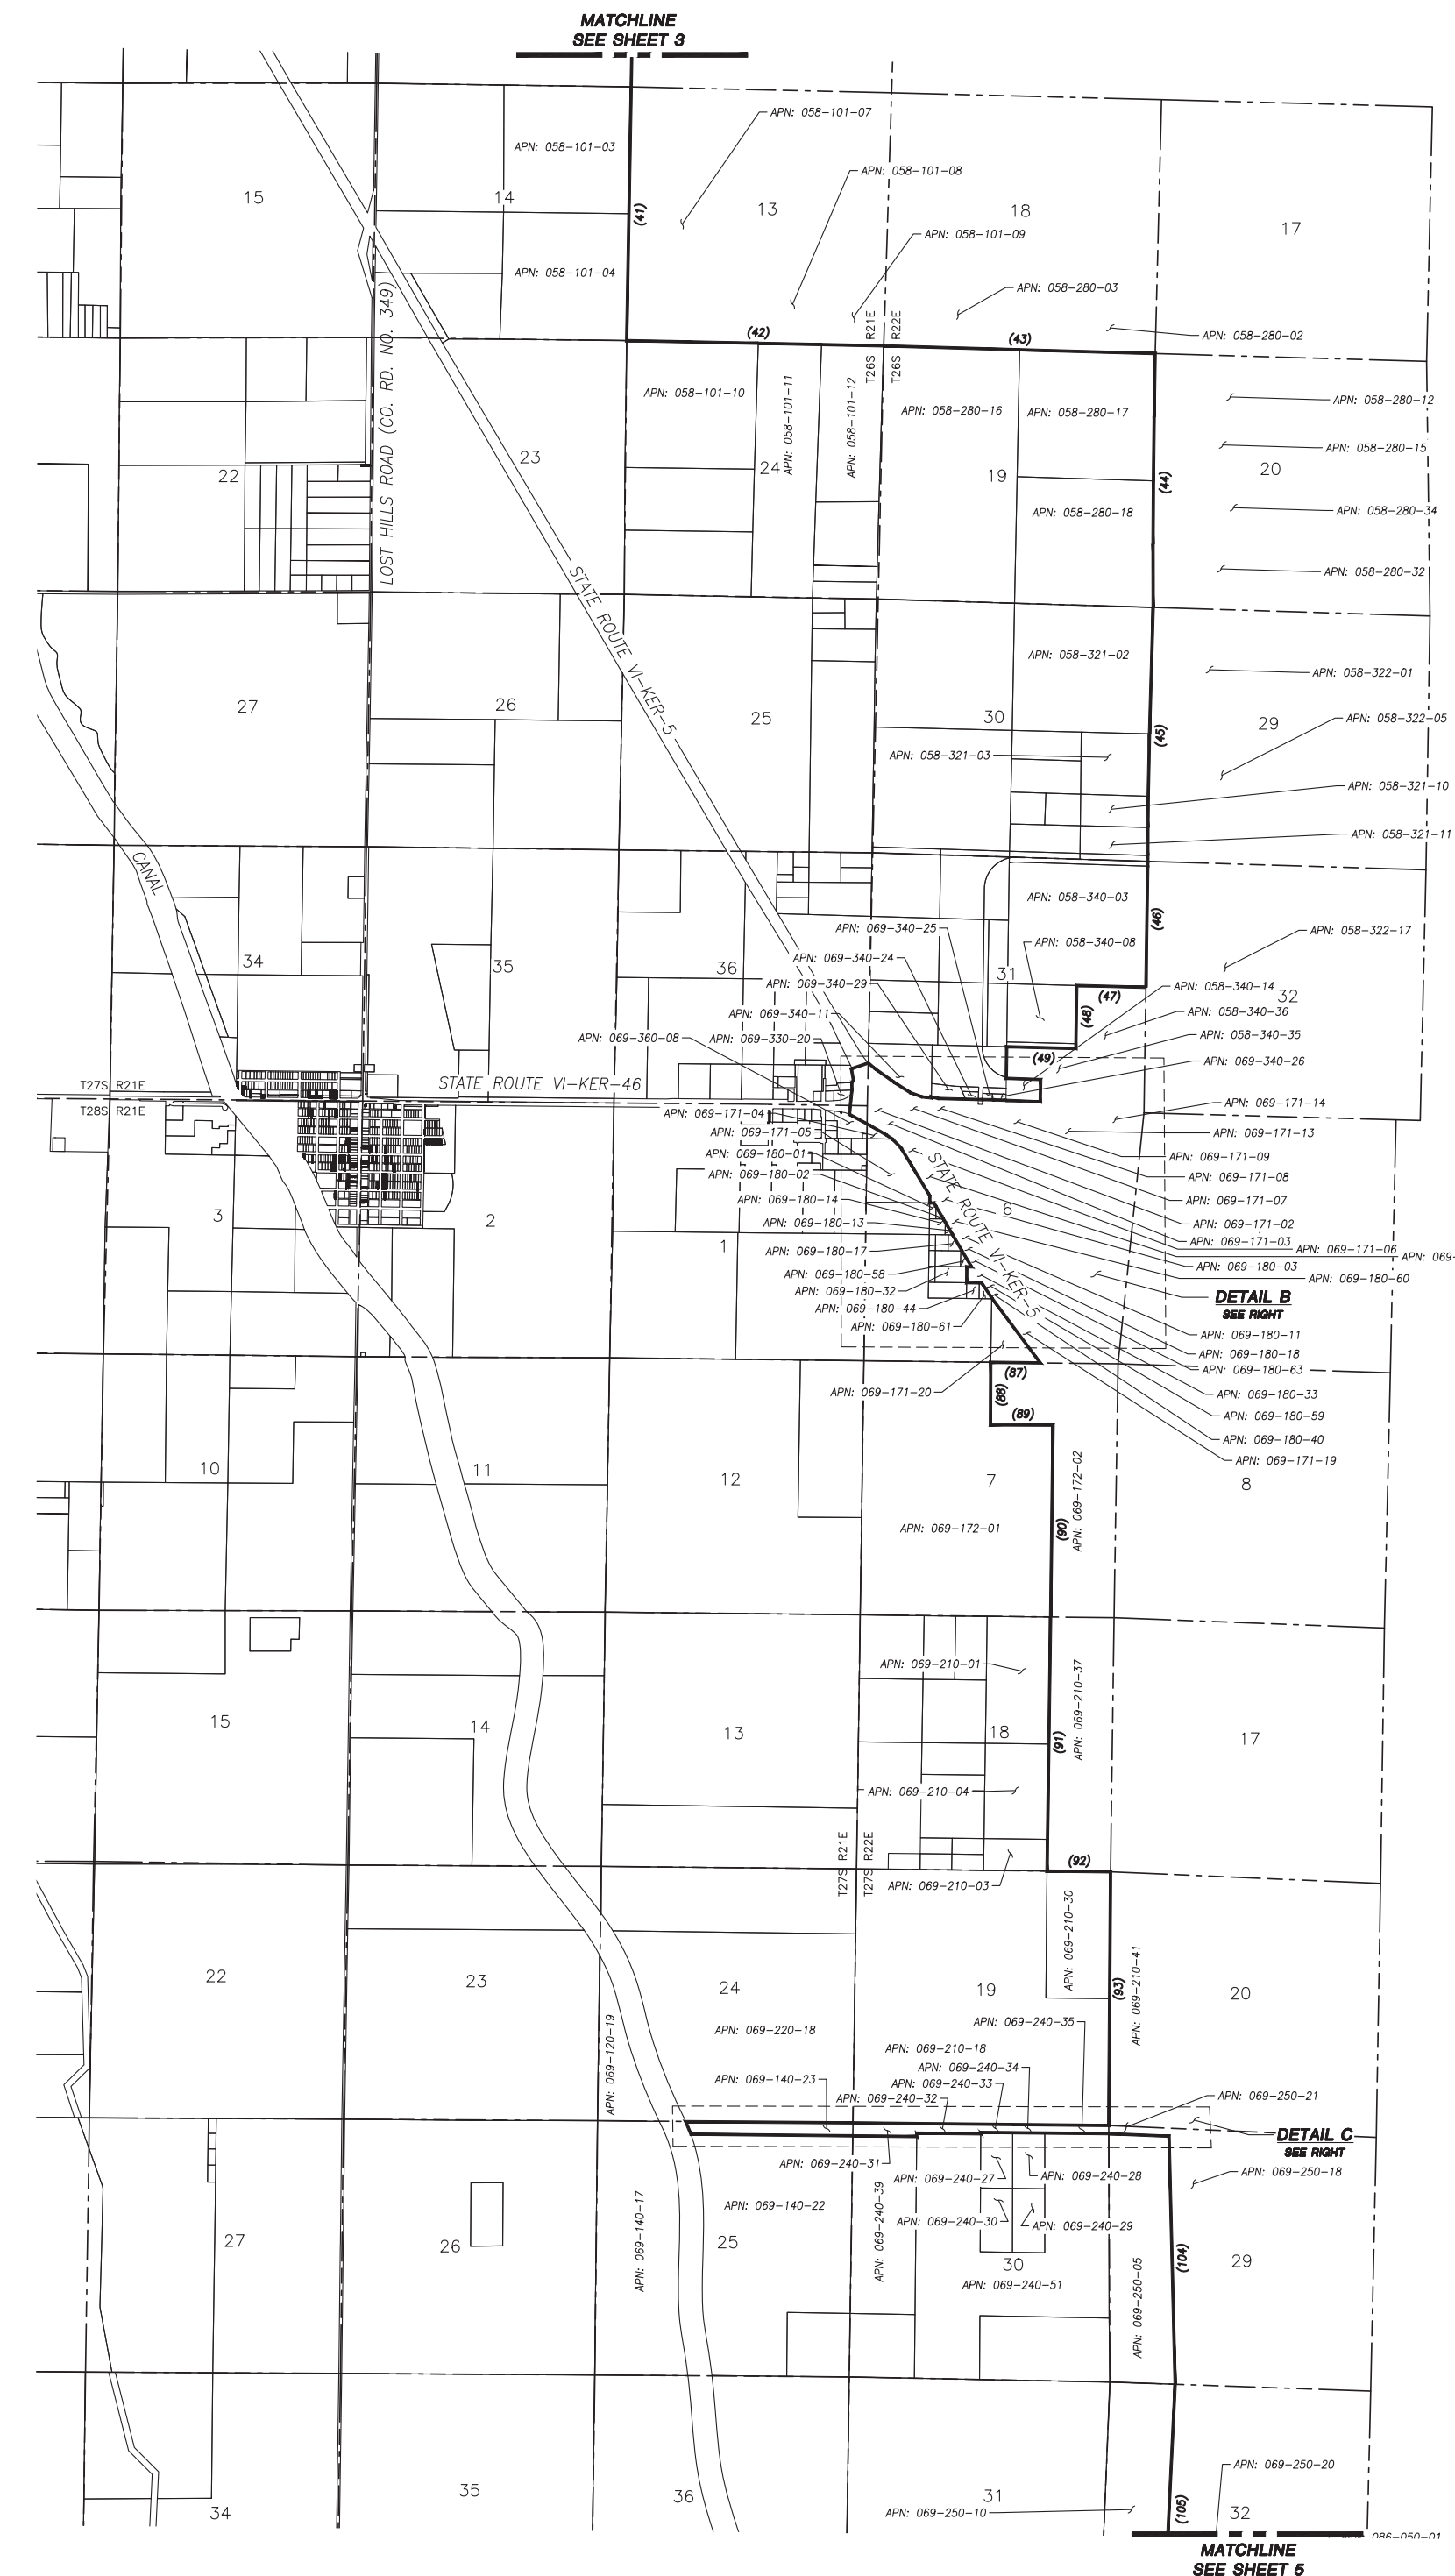 MATCHLINE
SEE SHEET 3
APN: 058-101-07
APN: 058-101-03
APN: 058-101-08
15
14
13
18
17
(41)
APN: 058-101-09
APN: 058-101-04
APN: 058-280-03
LOST HILLS ROAD (CO. RD. NO. 349)
T26S R21E
T26S R22E
(42)
(43)
APN: 058-280-02
APN: 058-101-10
APN: 058-101-11
APN: 058-101-12
APN: 058-280-16
APN: 058-280-17
APN: 058-280-12
APN: 058-280-15
22
23
24
19
20
(44)
APN: 058-280-18
APN: 058-280-34
APN: 058-280-32
STATE ROUTE VI-KER-5
APN: 058-321-02
APN: 058-322-01
27
26
25
30
29
(45)
APN: 058-322-05
APN: 058-321-03
APN: 058-321-10
APN: 058-321-11
CANAL
APN: 058-340-03
(46)
APN: 069-340-25
APN: 058-322-17
APN: 058-340-08
APN: 069-340-24
34
35
36
31
32
APN: 069-340-29
APN: 058-340-14
(47)
(48)
APN: 069-340-11
APN: 058-340-36
APN: 069-360-08
APN: 069-330-20
APN: 058-340-35
(49)
APN: 069-340-26
T27S R21E
STATE ROUTE VI-KER-46
T28S R21E
APN: 069-171-04
APN: 069-171-14
APN: 069-171-05
APN: 069-171-13
APN: 069-180-01
APN: 069-171-09
APN: 069-180-02
APN: 069-171-08
APN: 069-180-14
APN: 069-171-07
3
2
1
6
STATE ROUTE VI-KER-5
APN: 069-180-13
APN: 069-171-02
APN: 069-171-03
APN: 069-180-17
APN: 069-171-06
APN: 069-
APN: 069-180-03
APN: 069-180-58
APN: 069-180-60
APN: 069-180-32
DETAIL B
SEE RIGHT
APN: 069-180-44
APN: 069-180-61
APN: 069-180-11
APN: 069-180-18
APN: 069-180-63
(87)
APN: 069-171-20
(88)
APN: 069-180-33
(89)
APN: 069-180-59
APN: 069-180-40
APN: 069-171-19
10
11
12
7
8
APN: 069-172-02
(90)
APN: 069-172-01
APN: 069-210-01
APN: 069-210-37
15
14
13
18
17
(91)
APN: 069-210-04
T27S R21E
T27S R22E
(92)
APN: 069-210-03
APN: 069-210-30
22
23
24
19
20
(93)
APN: 069-210-41
APN: 069-120-19
APN: 069-220-18
APN: 069-240-35
APN: 069-210-18
APN: 069-240-34
APN: 069-140-23
APN: 069-240-33
APN: 069-240-32
APN: 069-250-21
DETAIL C
SEE RIGHT
APN: 069-240-31
APN: 069-240-27
APN: 069-240-28
APN: 069-250-18
APN: 069-140-17
APN: 069-140-22
APN: 069-240-39
APN: 069-240-30
APN: 069-240-29
27
26
25
30
29
(104)
APN: 069-250-05
APN: 069-240-51
APN: 069-250-20
34
35
36
31
32
APN: 069-250-10
(105)
086-050-01
MATCHLINE
SEE SHEET 5